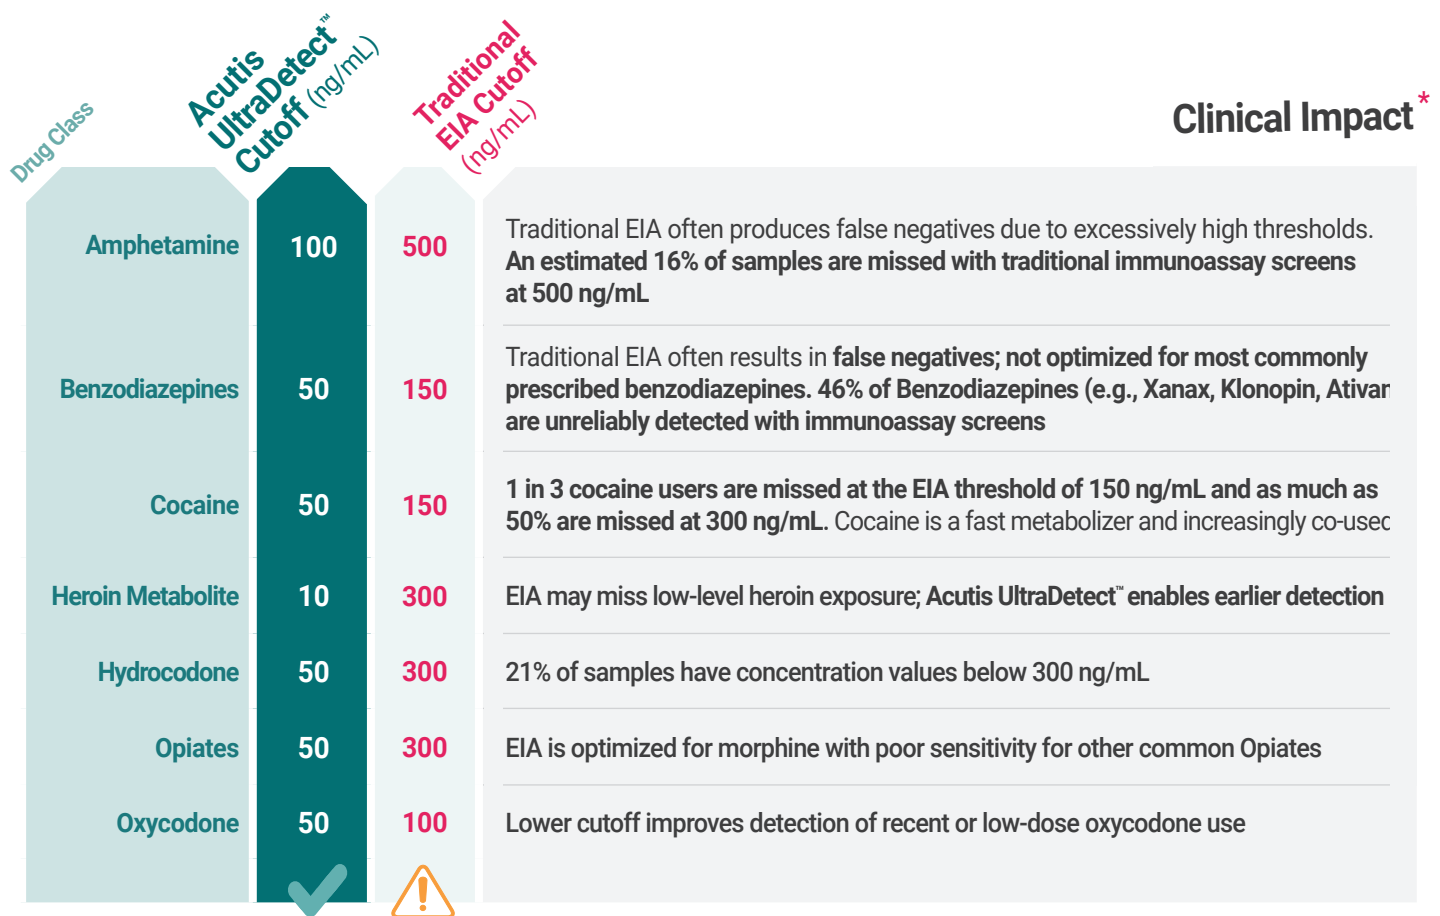 Drug Class
Acutis
UltraDetect™
Cutoff (ng/mL)
Traditional
EIA Cutoff
(ng/mL)
Clinical Impact*
Amphetamine
100
500
Traditional EIA often produces false negatives due to excessively high thresholds.
An estimated 16% of samples are missed with traditional immunoassay screens
at 500 ng/mL
Benzodiazepines
50
150
Traditional EIA often results in false negatives; not optimized for most commonly
prescribed benzodiazepines. 46% of Benzodiazepines (e.g., Xanax, Klonopin, Ativan
are unreliably detected with immunoassay screens
Cocaine
50
150
1 in 3 cocaine users are missed at the EIA threshold of 150 ng/mL and as much as
50% are missed at 300 ng/mL. Cocaine is a fast metabolizer and increasingly co-used
Heroin Metabolite
10
300
EIA may miss low-level heroin exposure; Acutis UltraDetect™ enables earlier detection
Hydrocodone
50
300
21% of samples have concentration values below 300 ng/mL
Opiates
50
300
EIA is optimized for morphine with poor sensitivity for other common Opiates
Oxycodone
50
100
Lower cutoff improves detection of recent or low-dose oxycodone use